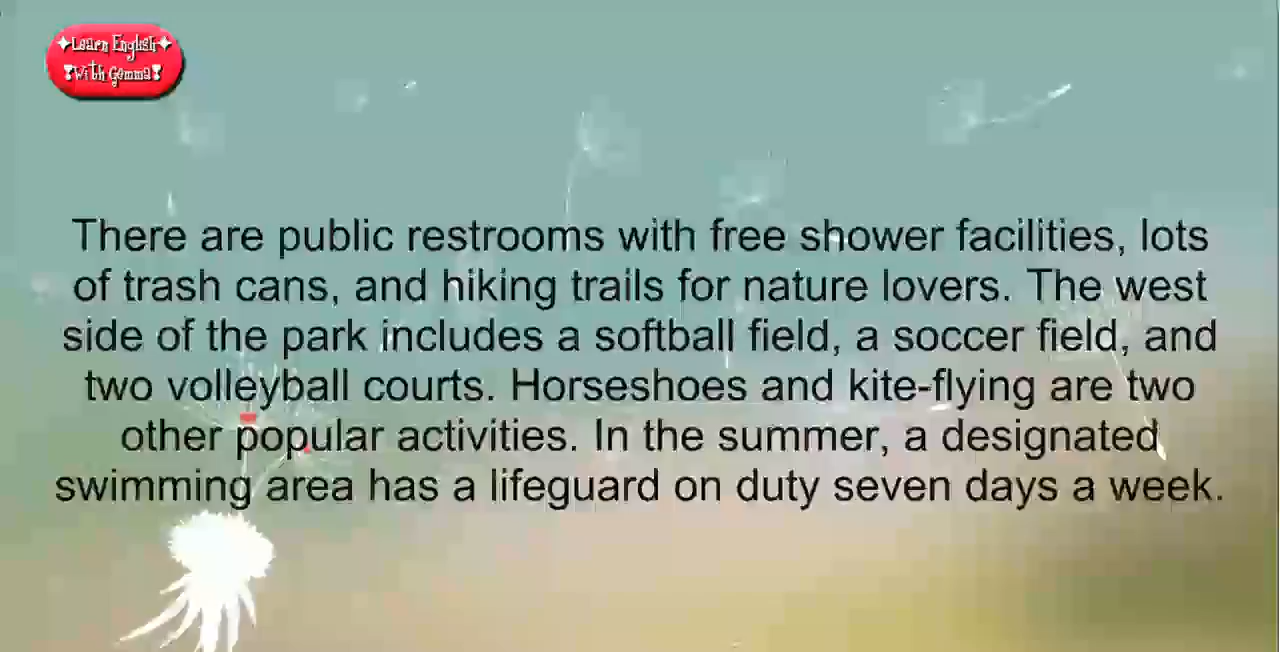 Learn English
With Gemma
There are public restrooms with free shower facilities, lots
of trash cans, and hiking trails for nature lovers. The west
side of the park includes a softball field, a soccer field, and
two volleyball courts. Horseshoes and kite-flying are two
other popular activities. In the summer, a designated
swimming area has a lifeguard on duty seven days a week.